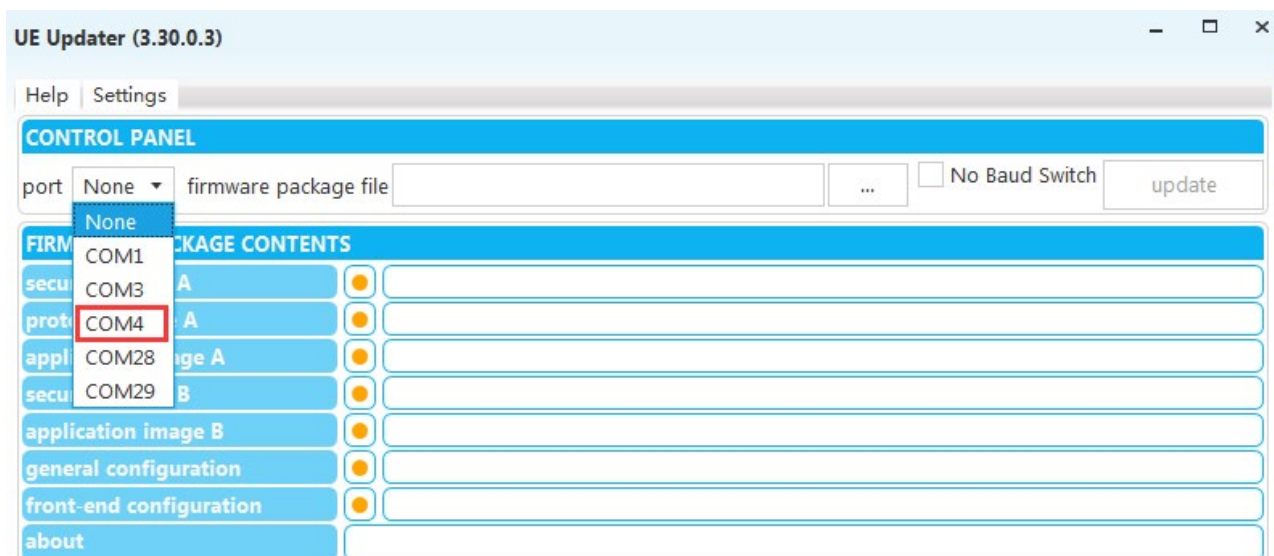 UE Updater (3.30.0.3)
Help Settings
CONTROL PANEL
port None firmware package file ... No Baud Switch update
None
COM1
COM3
COM4
COM28
COM29
CONTENTS
A
A
A
B
application image B
general configuration
front-end configuration
about